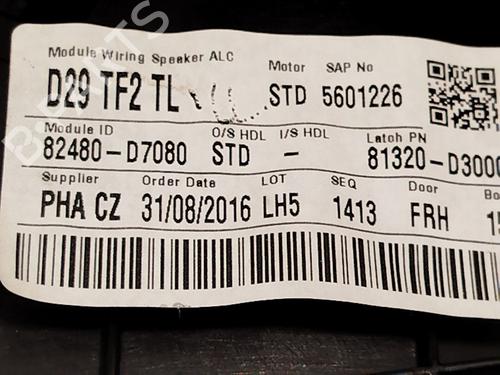 Module Wiring Speaker ALC Motor SAP No
D29 TF2 TL STD 5601226
Module ID O/S HDL I/S HDL Latch PN
82480-D7080 STD - 81320-D3000
Supplier Order Date LOT SEQ Door
PHA CZ 31/08/2016 LH5 1413 FRH
B-PARTS